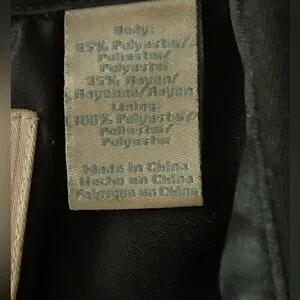 Body:
65% Polyester/
Poliester/
Polyester
35% Rayon/
Rayonne/Rayon
Lining:
100% Polyester/
Poliester/
Polyester
Made in China
Hecho en China
Fabriqué en China